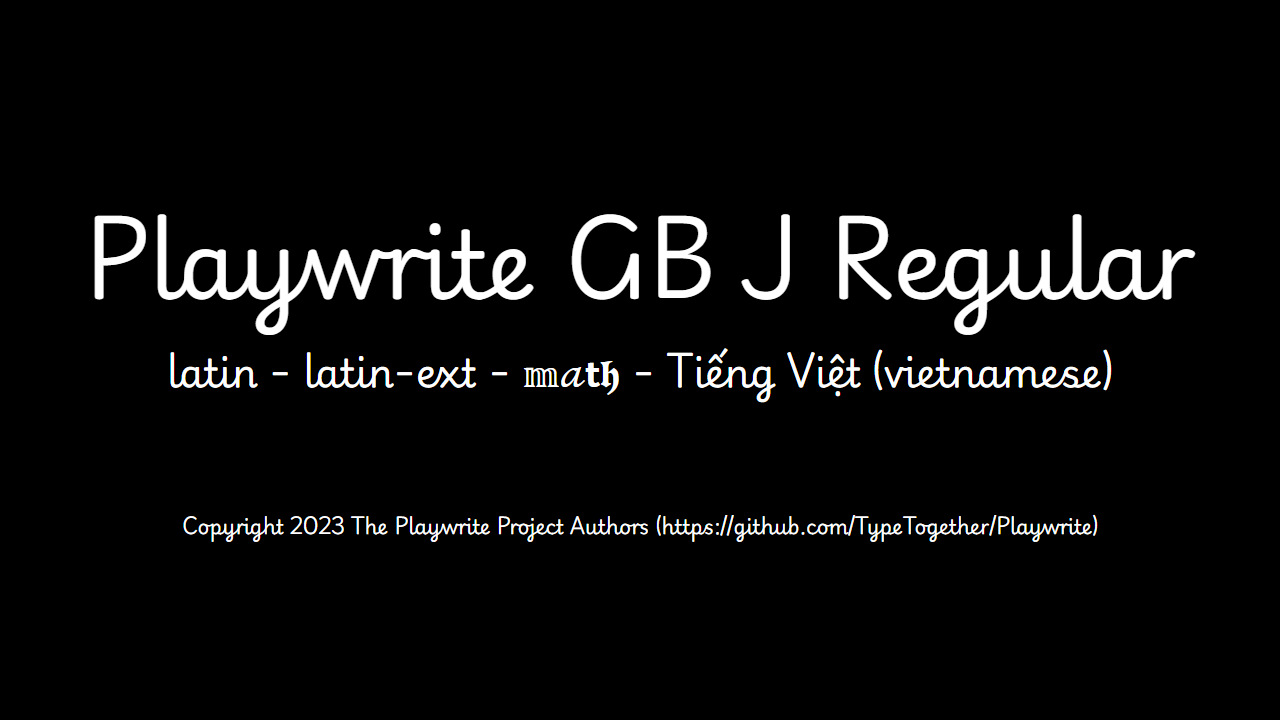 Playwrite GB J Regular
latin - latin-ext - 𝕞𝑎𝐭𝖍 - Tiếng Việt (vietnamese)
Copyright 2023 The Playwrite Project Authors (https://github.com/TypeTogether/Playwrite)